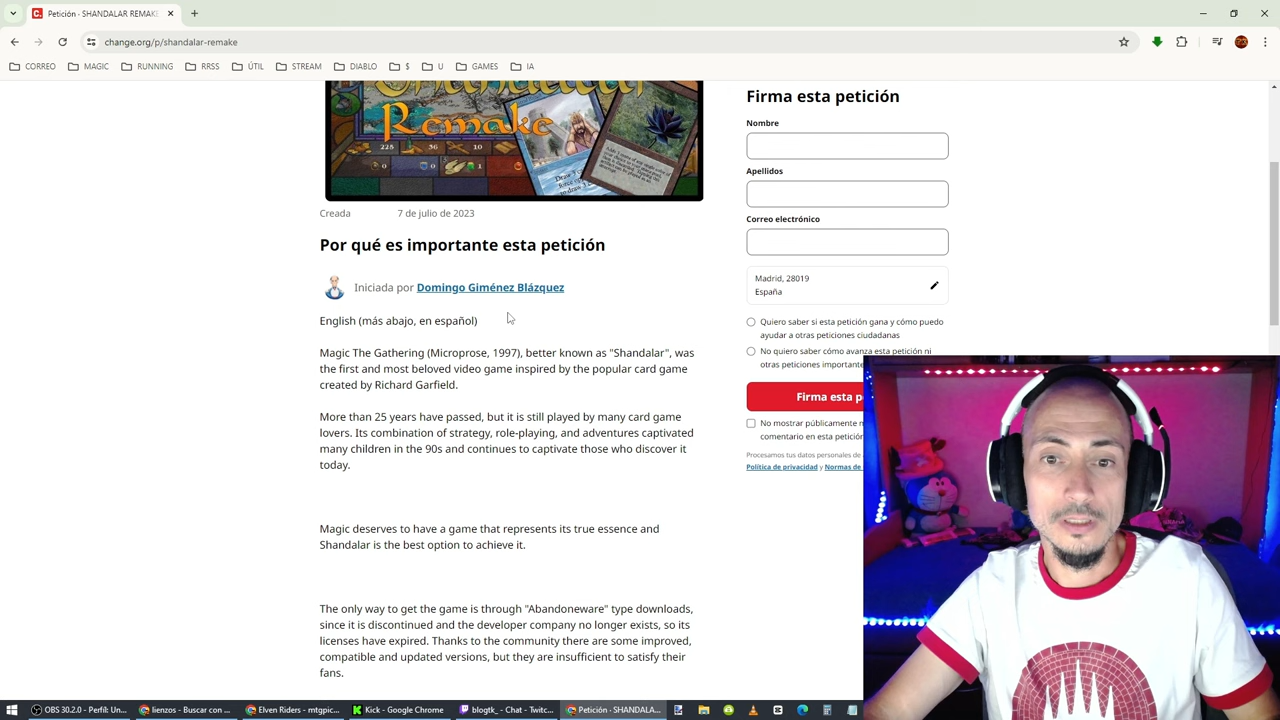 Petición · SHANDALAR REMAKE
change.org/p/shandalar-remake
CORREO MAGIC RUNNING RRSS ÚTIL STREAM DIABLO $ U GAMES IA
Shandalar
Remake
228 36 10
0 0 1 0
Creada 7 de julio de 2023
Por qué es importante esta petición
Iniciada por Domingo Giménez Blázquez
English (más abajo, en español)
Magic The Gathering (Microprose, 1997), better known as "Shandalar", was
the first and most beloved video game inspired by the popular card game
created by Richard Garfield.
More than 25 years have passed, but it is still played by many card game
lovers. Its combination of strategy, role-playing, and adventures captivated
many children in the 90s and continues to captivate those who discover it
today.
Magic deserves to have a game that represents its true essence and
Shandalar is the best option to achieve it.
The only way to get the game is through "Abandoneware" type downloads,
since it is discontinued and the developer company no longer exists, so its
licenses have expired. Thanks to the community there are some improved,
compatible and updated versions, but they are insufficient to satisfy their
fans.
Firma esta petición
Nombre
Apellidos
Correo electrónico
Madrid, 28019
España
Quiero saber si esta petición gana y cómo puedo
ayudar a otras peticiones ciudadanas
No quiero saber cómo avanza esta petición ni
otras peticiones importante
Firma esta pe
No mostrar públicamente
comentario en esta petición
Procesamos tus datos personales de
Política de privacidad y Normas de
OBS 30.2.0 - Perfil: Un... lienzos - Buscar con ... Elven Riders - mtgpic... Kick - Google Chrome blogtk_ - Chat - Twitc... Petición · SHANDALA...